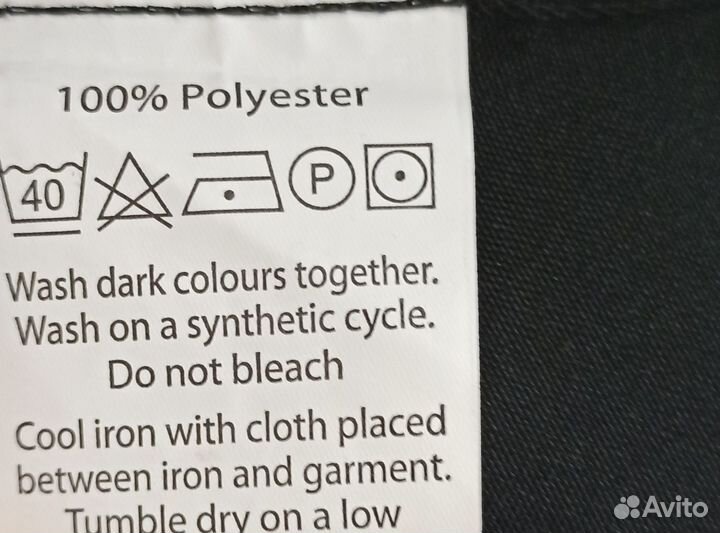 100% Polyester
40 P
Wash dark colours together.
Wash on a synthetic cycle.
Do not bleach
Cool iron with cloth placed
between iron and garment.
Tumble dry on a low
Avito